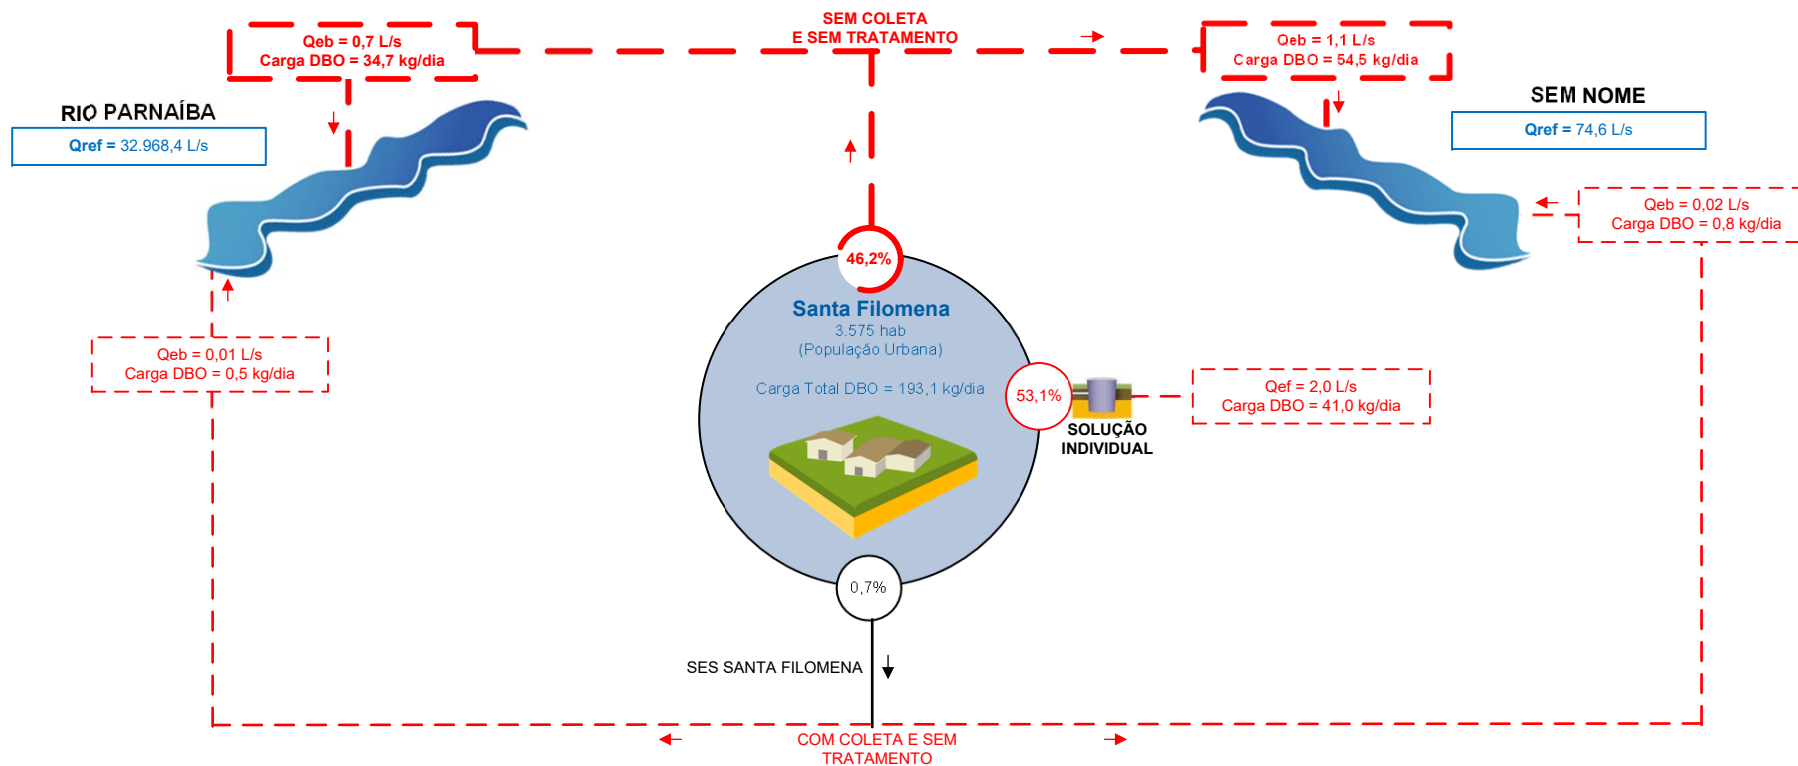 SEM COLETA
E SEM TRATAMENTO
Qeb = 0,7 L/s
Carga DBO = 34,7 kg/dia
Qeb = 1,1 L/s
Carga DBO = 54,5 kg/dia
RIO PARNAÍBA
Qref = 32.968,4 L/s
SEM NOME
Qref = 74,6 L/s
Qeb = 0,02 L/s
Carga DBO = 0,8 kg/dia
46,2%
Santa Filomena
3.575 hab
(População Urbana)
Carga Total DBO = 193,1 kg/dia
Qeb = 0,01 L/s
Carga DBO = 0,5 kg/dia
53,1%
SOLUÇÃO
INDIVIDUAL
Qef = 2,0 L/s
Carga DBO = 41,0 kg/dia
0,7%
SES SANTA FILOMENA
COM COLETA E SEM
TRATAMENTO